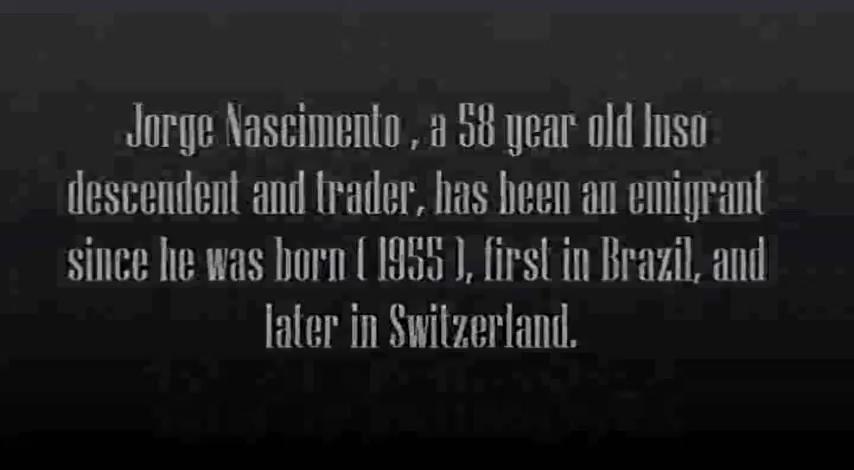 Jorge Nascimento , a 58 year old luso
descendent and trader, has been an emigrant
since he was born ( 1955 ), first in Brazil, and
later in Switzerland.